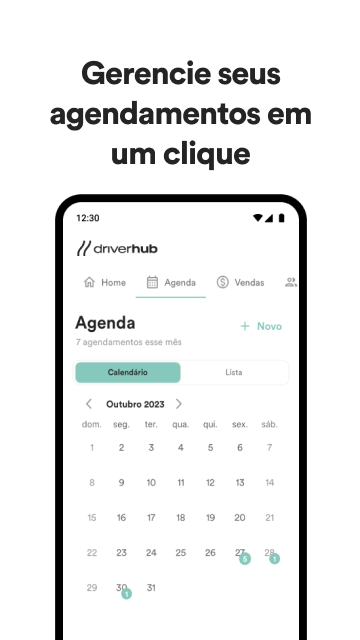 Gerencie seus
agendamentos em
um clique
12:30
driverhub
Home Agenda Vendas
Agenda
+ Novo
7 agendamentos esse mês
Calendário Lista
Outubro 2023
dom. seg. ter. qua. qui. sex. sáb.
1 2 3 4 5 6 7
8 9 10 11 12 13 14
15 16 17 18 19 20 21
22 23 24 25 26 27 28
5 1
29 30 31
1